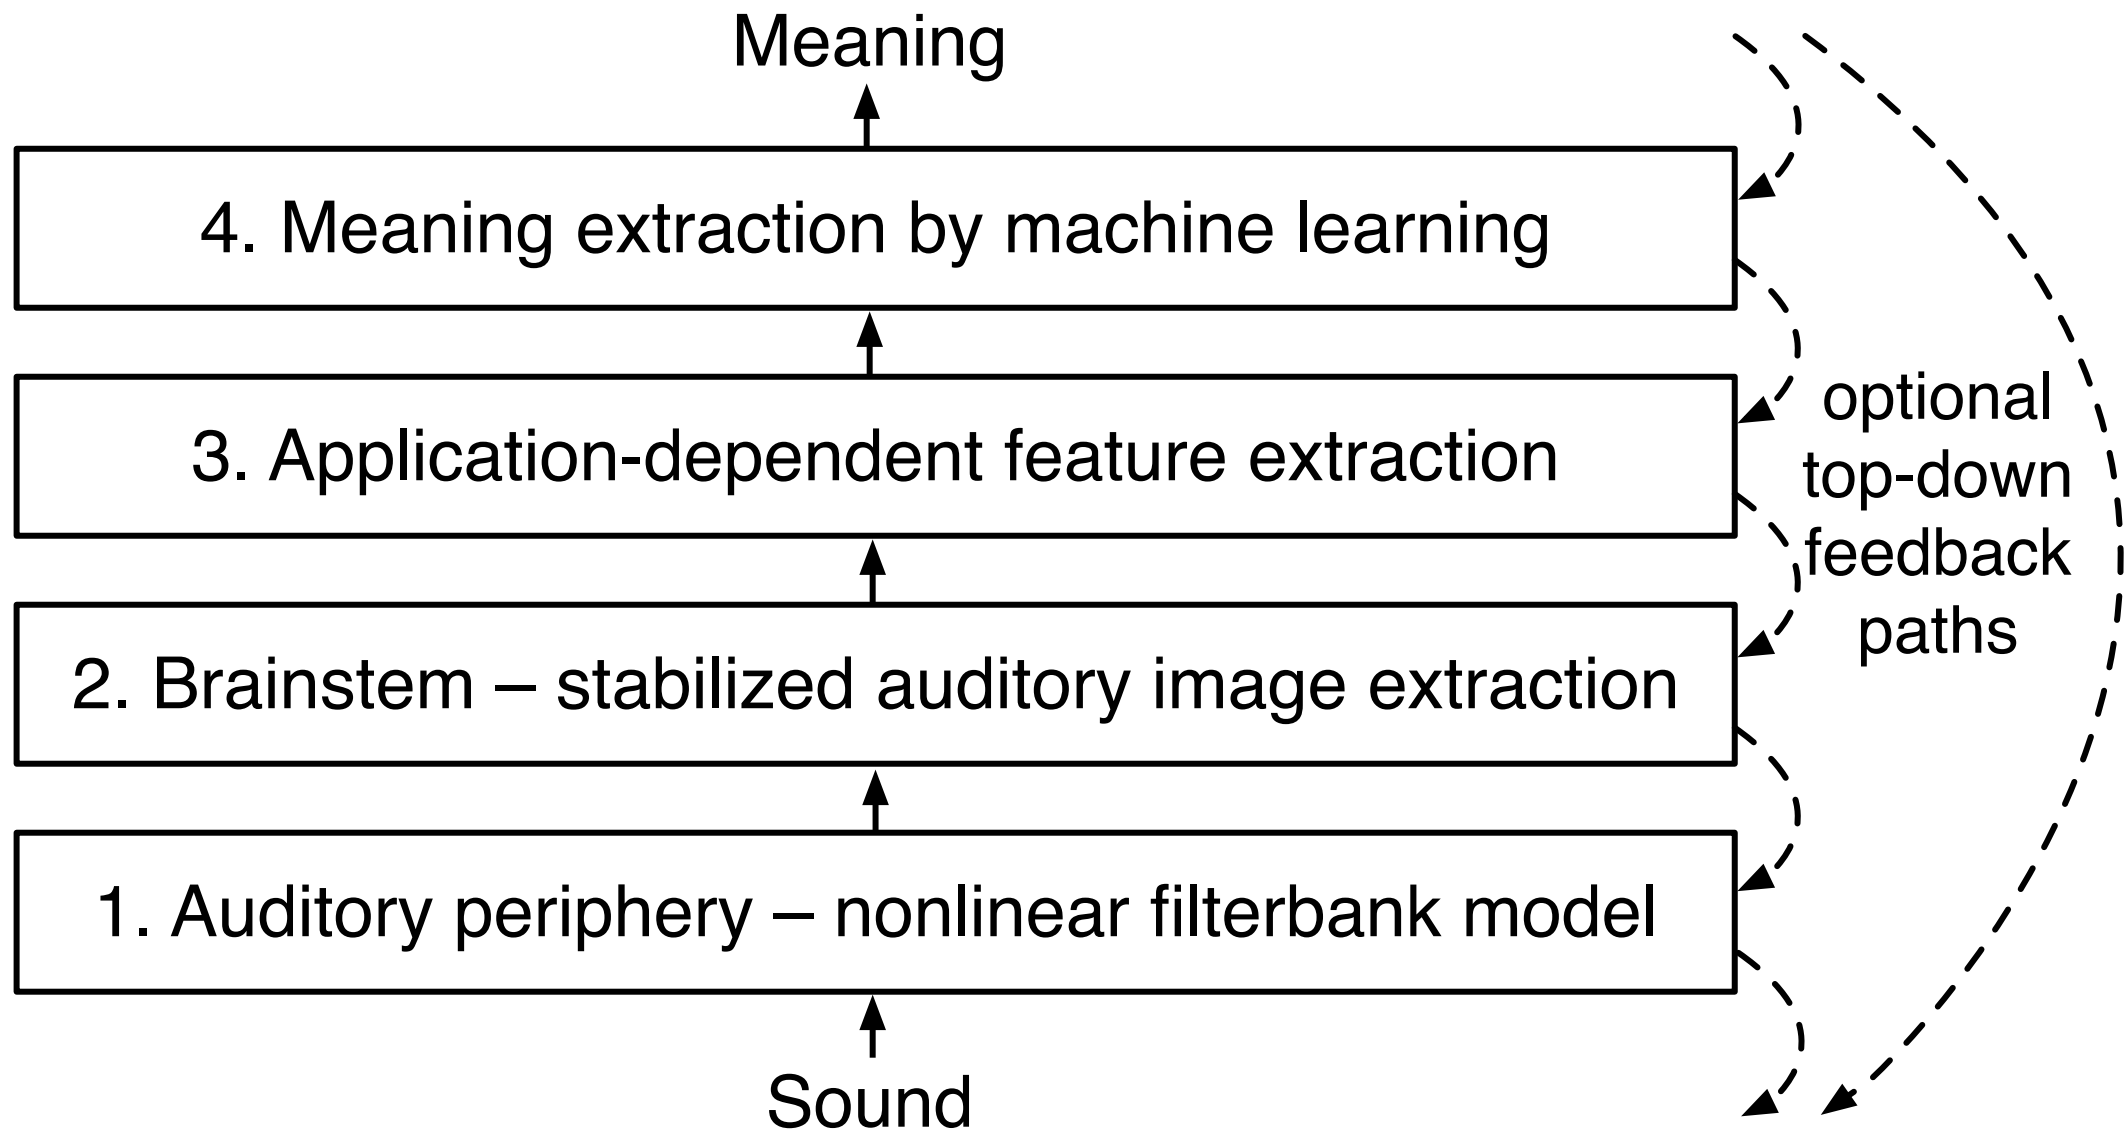 Meaning
4. Meaning extraction by machine learning
3. Application-dependent feature extraction
2. Brainstem – stabilized auditory image extraction
1. Auditory periphery – nonlinear filterbank model
Sound
optional
top-down
feedback
paths